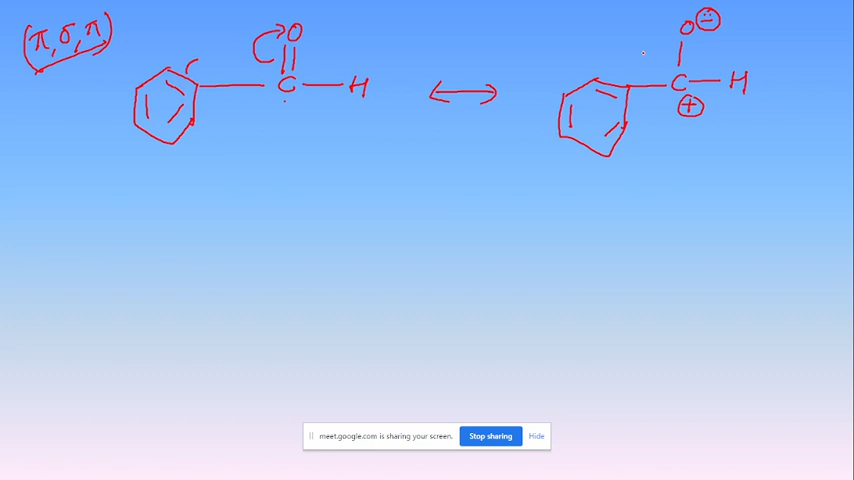 (π, σ, π)
O
C
H
O
⊖
C
H
⊕
meet.google.com is sharing your screen.
Stop sharing
Hide